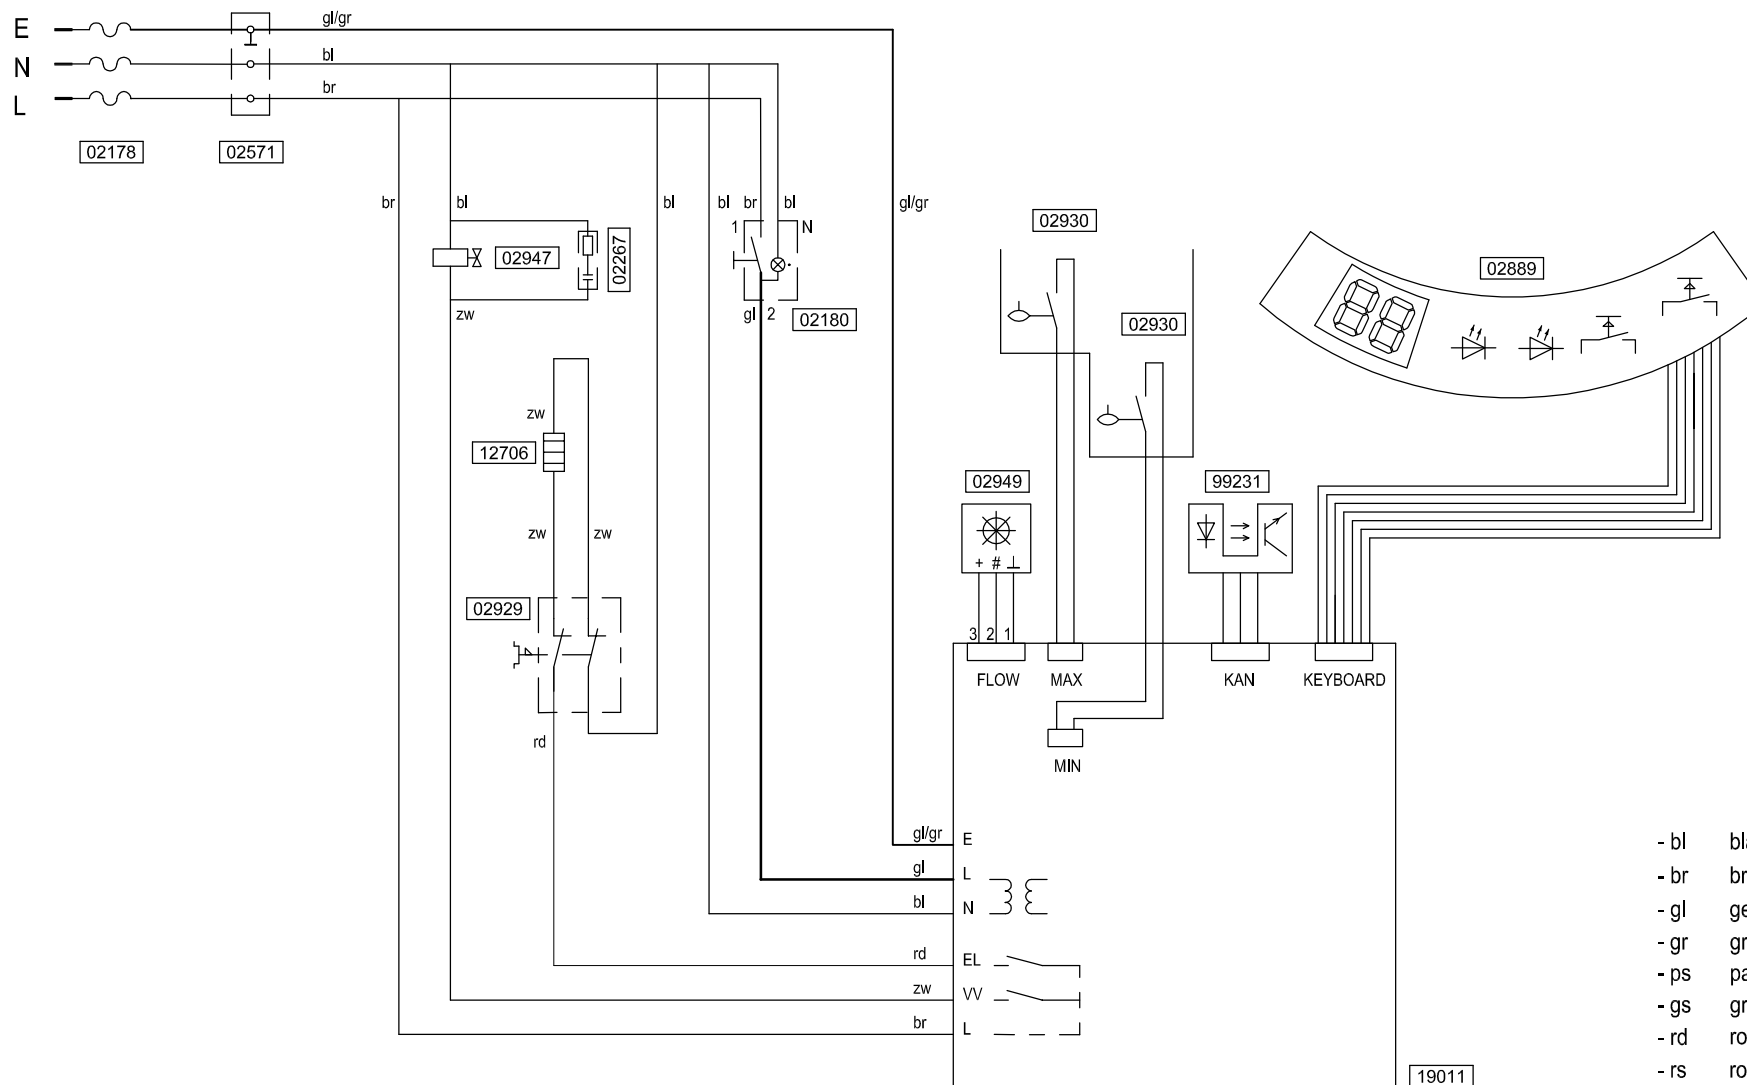 E
gl/gr
N
bl
L
br
02178
02571
br
bl
bl
bl
br
bl
gl/gr
1
N
02947
02267
02180
zw
gl
2
02930
02930
02889
zw
12706
zw
zw
02929
rd
02949
99231
+ # ⊥
3 2 1
FLOW
MAX
KAN
KEYBOARD
MIN
gl/gr
E
gl
L
bl
N
rd
EL
zw
VV
br
L
19011
- bl
- br
- gl
- gr
- ps
- gs
- rd
- rs